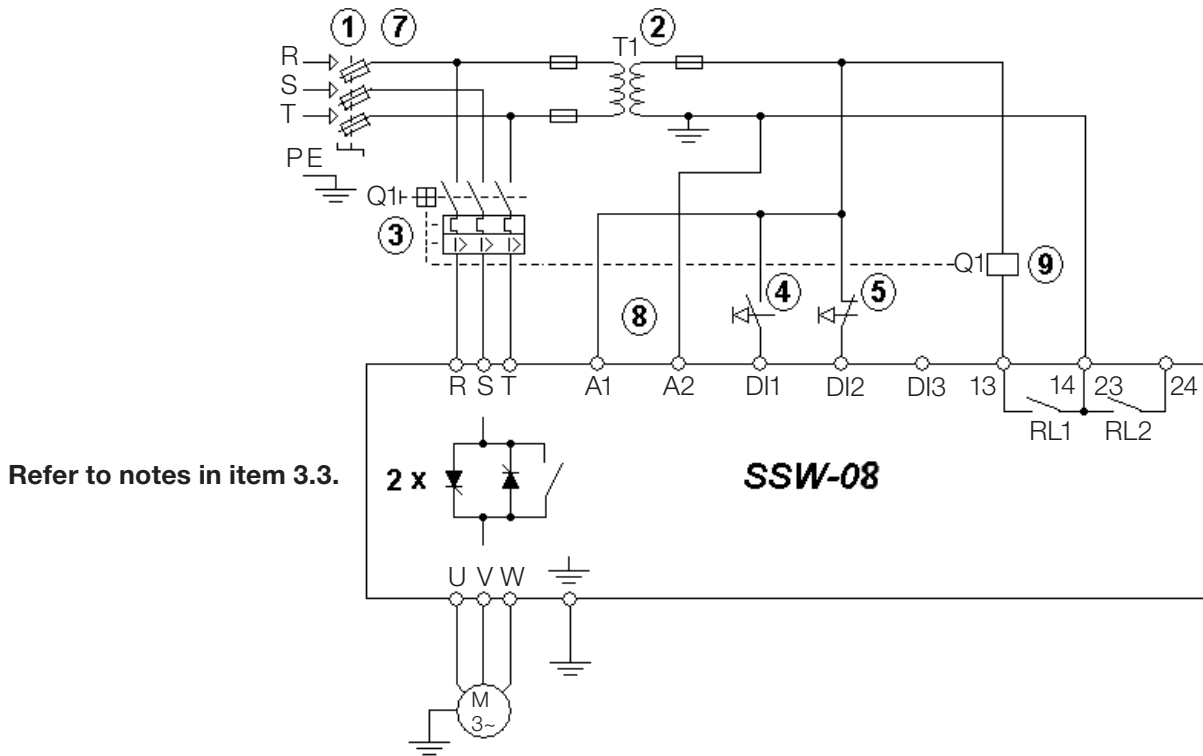 1 7 T1 2
R
S
T
PE
Q1
3
Q1 9
4 5
8
R S T A1 A2 DI1 DI2 DI3 13 14 23 24
RL1 RL2
Refer to notes in item 3.3. 2 x SSW-08
U V W
M
3~